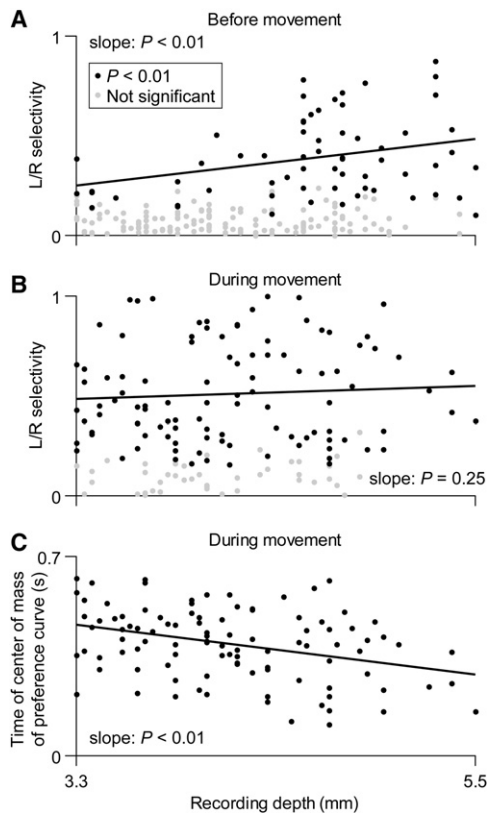 A
Before movement
1
slope: P < 0.01
P < 0.01
Not significant
L/R selectivity
0
B
During movement
1
L/R selectivity
slope: P = 0.25
0
C
During movement
0.7
Time of center of mass
of preference curve (s)
slope: P < 0.01
0
3.3
5.5
Recording depth (mm)